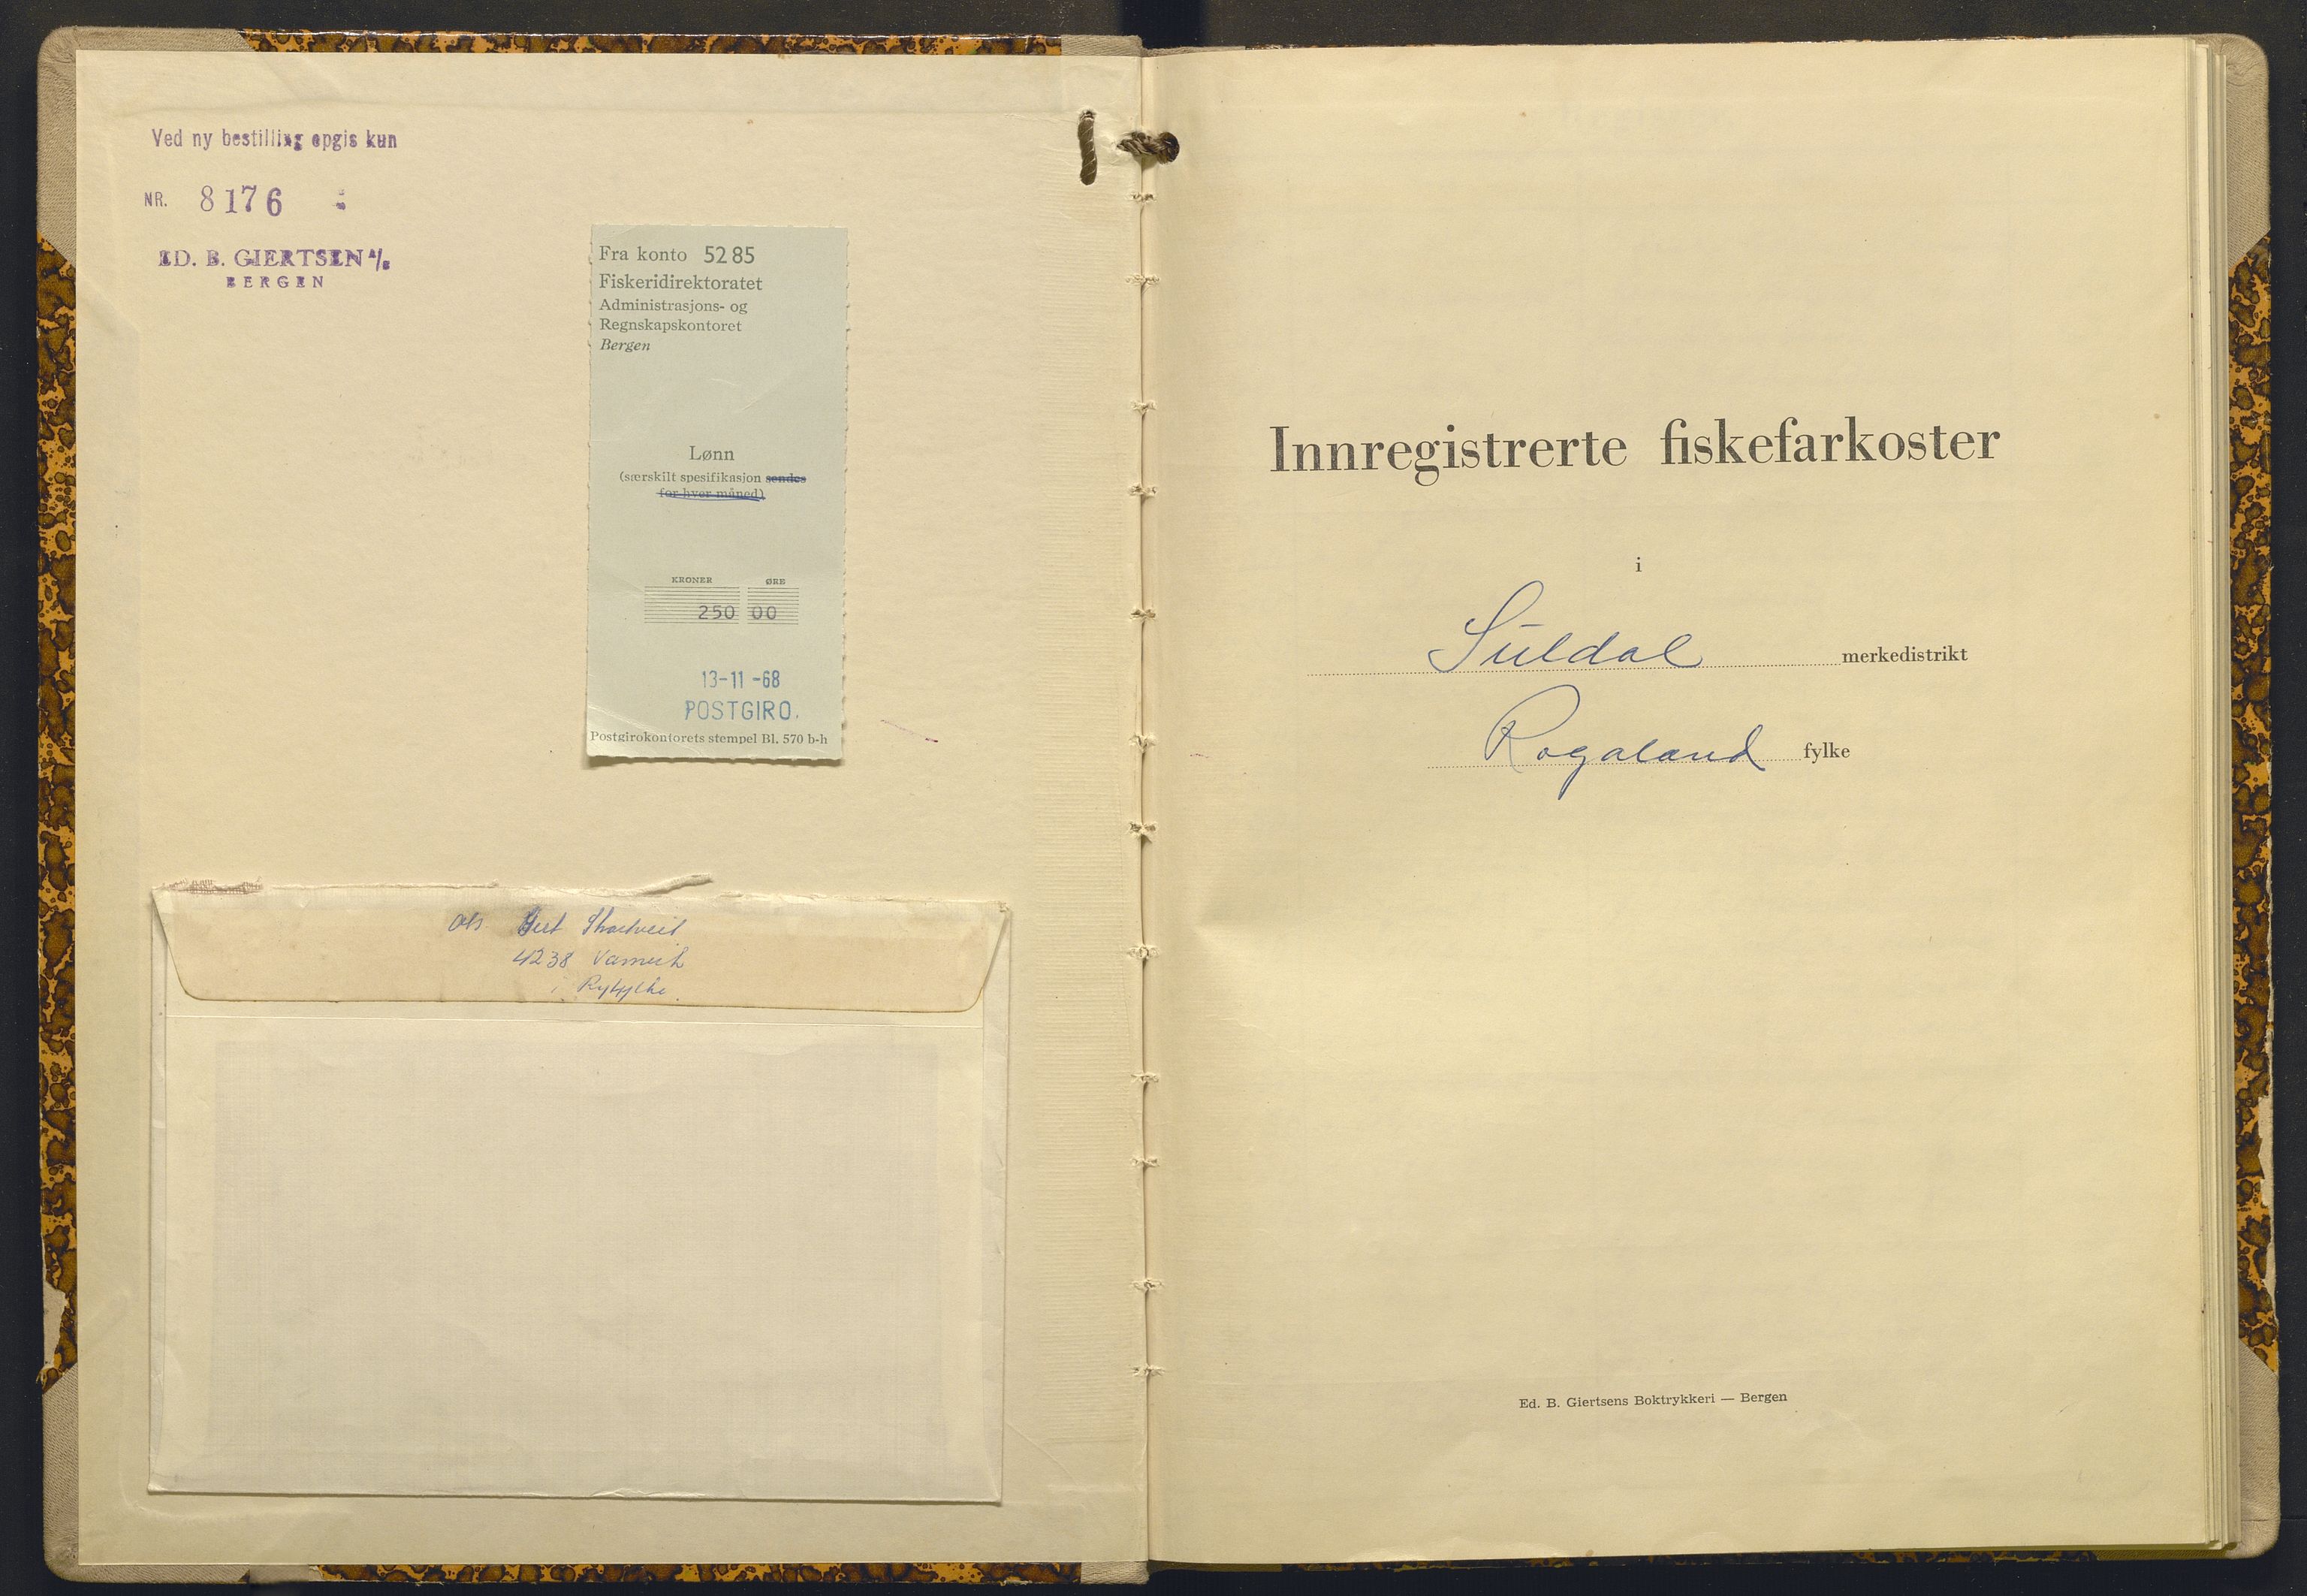 Ved ny bestilling opgis kun
NR. 8176
ED. B. GIERTSEN A/S
BERGEN
Fra konto 5285
Fiskeridirektoratet
Administrasjons- og
Regnskapskontoret
Bergen
Lønn
(særskilt spesifikasjon sendes
for hver måned)
KRONER ØRE
250 00
13-11-68
POSTGIRO.
Postgirokontorets stempel Bl. 570 b-h
4238 Vamvik
i Ryfylke
Innregistrerte fiskefarkoster
i
Suldal merkedistrikt
Rogaland fylke
Ed. B. Giertsens Boktrykkeri — Bergen